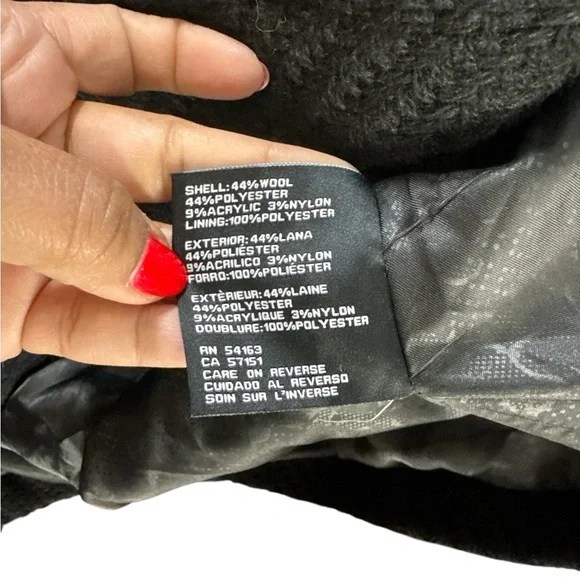 SHELL:44%WOOL
44%POLYESTER
9%ACRYLIC 3%NYLON
LINING:100%POLYESTER
EXTERIOR:44%LANA
44%POLIÉSTER
9%ACRILICO 3%NYLON
FORRO:100%POLIÉSTER
EXTÈRIEUR:44%LAINE
44%POLYESTER
9%ACRYLIQUE 3%NYLON
DOUBLURE:100%POLYESTER
RN 54163
CA 57151
CARE ON REVERSE
CUIDADO AL REVERSO
SOIN SUR L'INVERSE